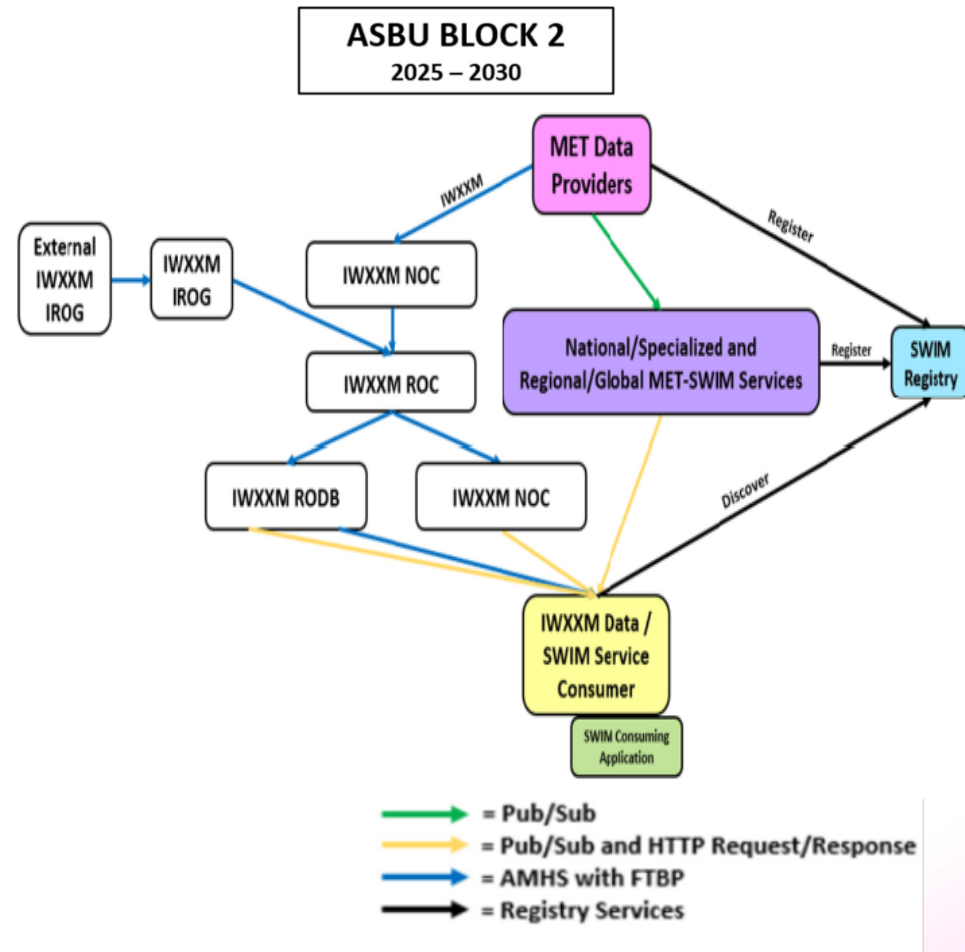 ASBU BLOCK 2
2025 – 2030
MET Data
Providers
IWXXM
Register
External
IWXXM
IROG
IWXXM
IROG
IWXXM NOC
National/Specialized and
Regional/Global MET-SWIM Services
Register
SWIM
Registry
IWXXM ROC
IWXXM RODB
IWXXM NOC
Discover
IWXXM Data /
SWIM Service
Consumer
SWIM Consuming
Application
= Pub/Sub
= Pub/Sub and HTTP Request/Response
= AMHS with FTBP
= Registry Services